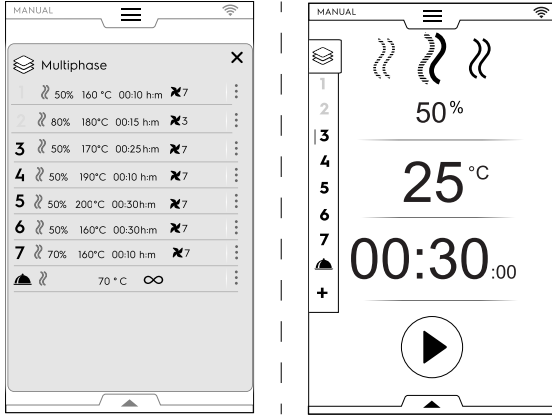 MANUAL
Multiphase
1 50% 160 °C 00:10 h:m 7
2 80% 180°C 00:15 h:m 3
3 50% 170°C 00:25h:m 7
4 50% 190°C 00:10 h:m 7
5 50% 200°C 00:30h:m 7
6 50% 160°C 00:30h:m 7
7 70% 160°C 00:10 h:m 7
70 ° C ∞
MANUAL
1
2
3
4
5
6
7
+
50%
25°C
00:30:00